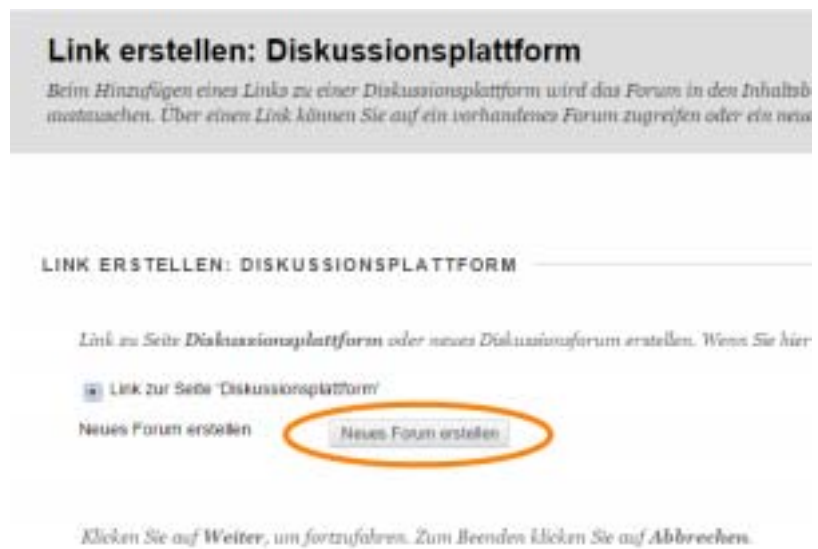 Link erstellen: Diskussionsplattform
Beim Hinzufügen eines Links zu einer Diskussionsplattform wird das Forum in den Inhaltsb
austauschen. Über einen Link können Sie auf ein vorhandenes Forum zugreifen oder ein neue
LINK ERSTELLEN: DISKUSSIONSPLATTFORM
Link zu Seite Diskussionsplattform oder neues Diskussionsforum erstellen. Wenn Sie hier
Link zur Seite 'Diskussionsplattform'
Neues Forum erstellen Neues Forum erstellen
Klicken Sie auf Weiter, um fortzufahren. Zum Beenden klicken Sie auf Abbrechen.